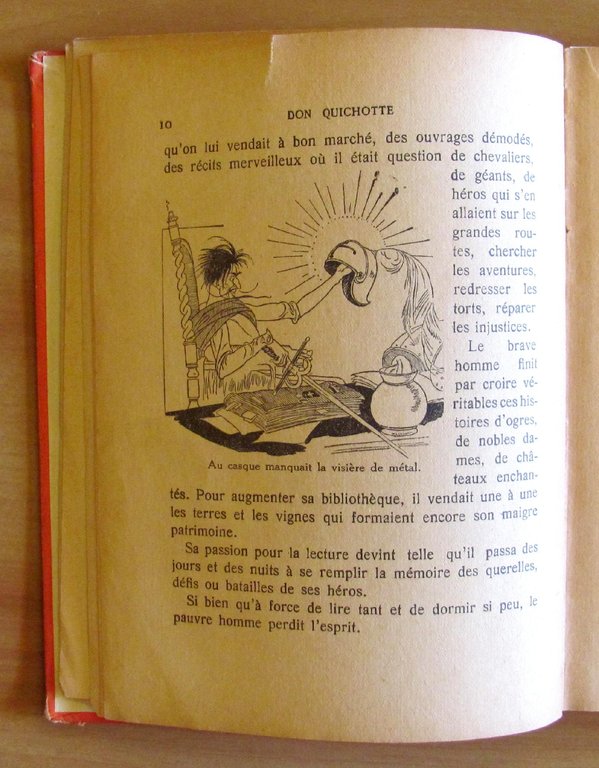 10
DON QUICHOTTE
qu'on lui vendait à bon marché, des ouvrages démodés,
des récits merveilleux où il était question de chevaliers,
de géants, de
héros qui s'en
allaient sur les
grandes rou-
tes, chercher
les aventures,
redresser les
torts, réparer
les injustices.
Le brave
homme finit
par croire vé-
ritables ces his-
toires d'ogres,
de nobles da-
mes, de châ-
teaux enchan-
Au casque manquait la visière de métal.
tés. Pour augmenter sa bibliothèque, il vendait une à une
les terres et les vignes qui formaient encore son maigre
patrimoine.
Sa passion pour la lecture devint telle qu'il passa des
jours et des nuits à se remplir la mémoire des querelles,
défis ou batailles de ses héros.
Si bien qu'à force de lire tant et de dormir si peu, le
pauvre homme perdit l'esprit.